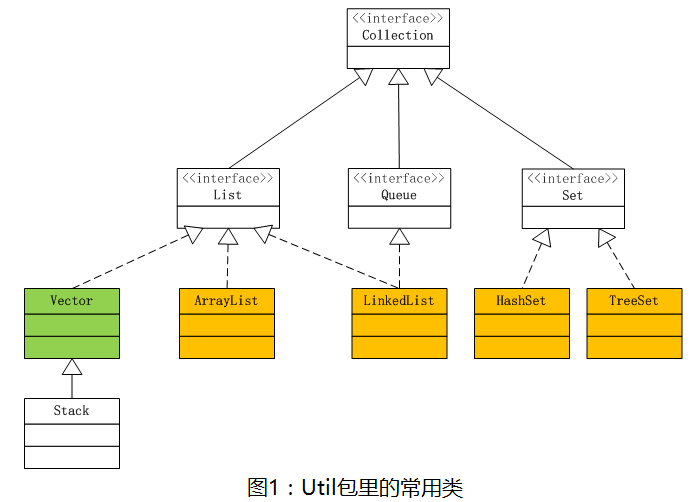 <<interface>>
Collection
<<interface>>
List
<<interface>>
Queue
<<interface>>
Set
Vector
ArrayList
LinkedList
HashSet
TreeSet
Stack
图1：Util包里的常用类